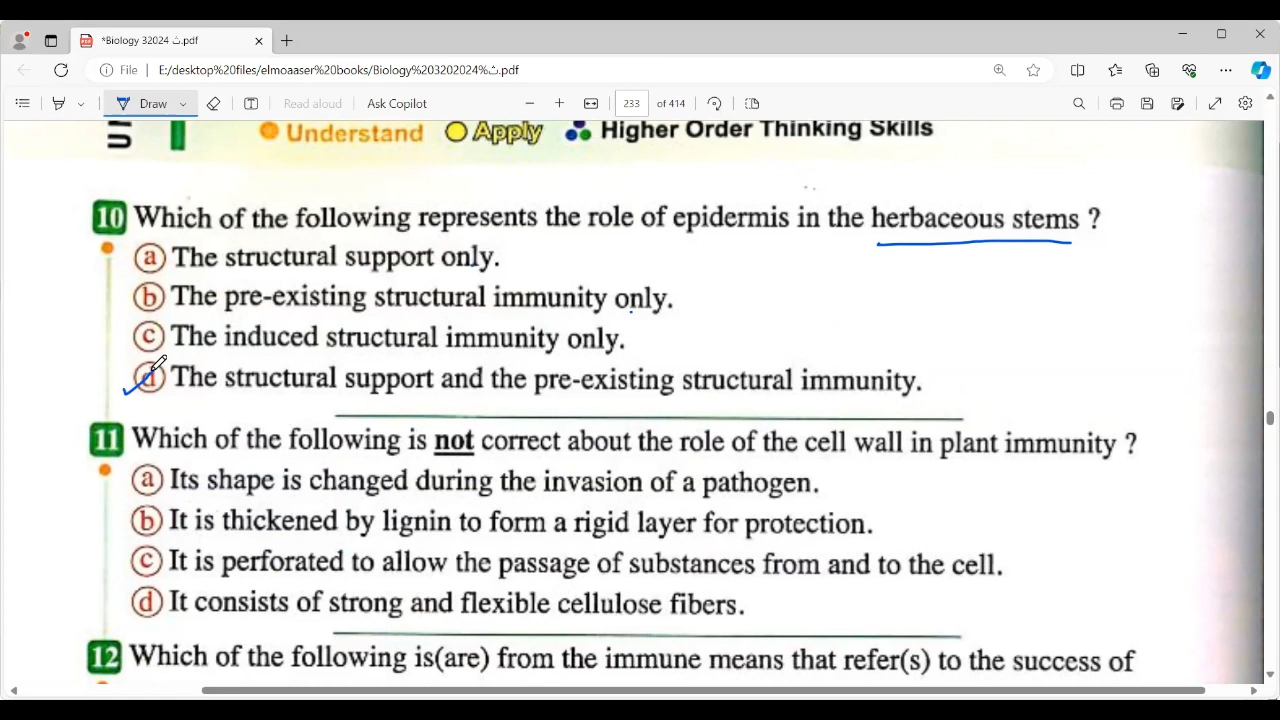 *Biology 32024 ث.pdf
File
E:/desktop%20files/elmoaaser%20books/Biology%203202024%ث.pdf
Draw
Read aloud
Ask Copilot
233 of 414
Understand Apply Higher Order Thinking Skills
10 Which of the following represents the role of epidermis in the herbaceous stems ?
a The structural support only.
b The pre-existing structural immunity only.
c The induced structural immunity only.
d The structural support and the pre-existing structural immunity.
11 Which of the following is not correct about the role of the cell wall in plant immunity ?
a Its shape is changed during the invasion of a pathogen.
b It is thickened by lignin to form a rigid layer for protection.
c It is perforated to allow the passage of substances from and to the cell.
d It consists of strong and flexible cellulose fibers.
12 Which of the following is(are) from the immune means that refer(s) to the success of